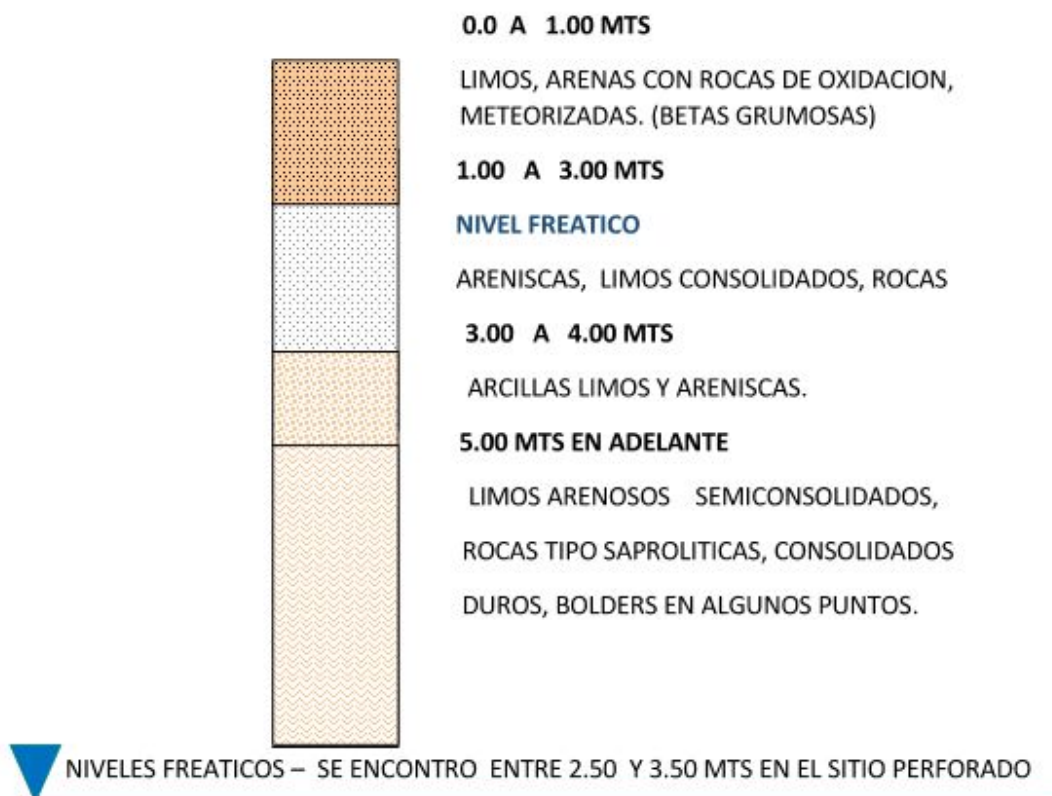 0.0 A 1.00 MTS
LIMOS, ARENAS CON ROCAS DE OXIDACION,
METEORIZADAS. (BETAS GRUMOSAS)
1.00 A 3.00 MTS
NIVEL FREATICO
ARENISCAS, LIMOS CONSOLIDADOS, ROCAS
3.00 A 4.00 MTS
ARCILLAS LIMOS Y ARENISCAS.
5.00 MTS EN ADELANTE
LIMOS ARENOSOS SEMICONSOLIDADOS,
ROCAS TIPO SAPROLITICAS, CONSOLIDADOS
DUROS, BOLDERS EN ALGUNOS PUNTOS.
NIVELES FREATICOS – SE ENCONTRO ENTRE 2.50 Y 3.50 MTS EN EL SITIO PERFORADO